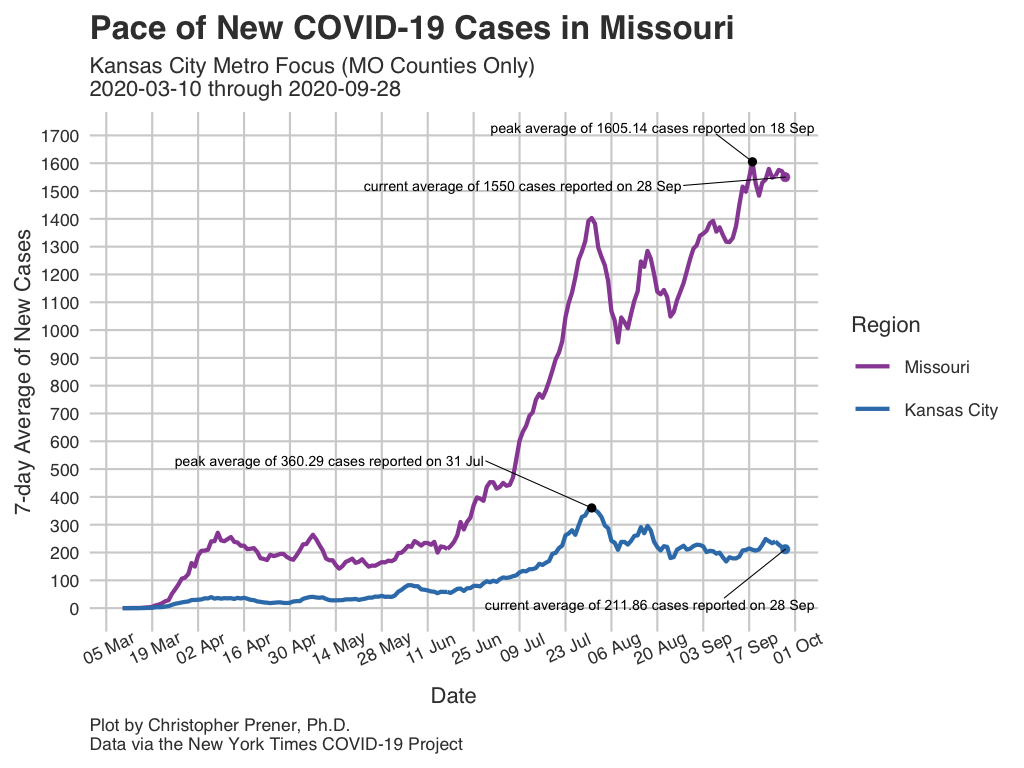 Pace of New COVID-19 Cases in Missouri
Kansas City Metro Focus (MO Counties Only)
2020-03-10 through 2020-09-28
7-day Average of New Cases
1700
1600
1500
1400
1300
1200
1100
1000
900
800
700
600
500
400
300
200
100
0
peak average of 1605.14 cases reported on 18 Sep
current average of 1550 cases reported on 28 Sep
peak average of 360.29 cases reported on 31 Jul
current average of 211.86 cases reported on 28 Sep
05 Mar
19 Mar
02 Apr
16 Apr
30 Apr
14 May
28 May
11 Jun
25 Jun
09 Jul
23 Jul
06 Aug
20 Aug
03 Sep
17 Sep
01 Oct
Date
Region
Missouri
Kansas City
Plot by Christopher Prener, Ph.D.
Data via the New York Times COVID-19 Project